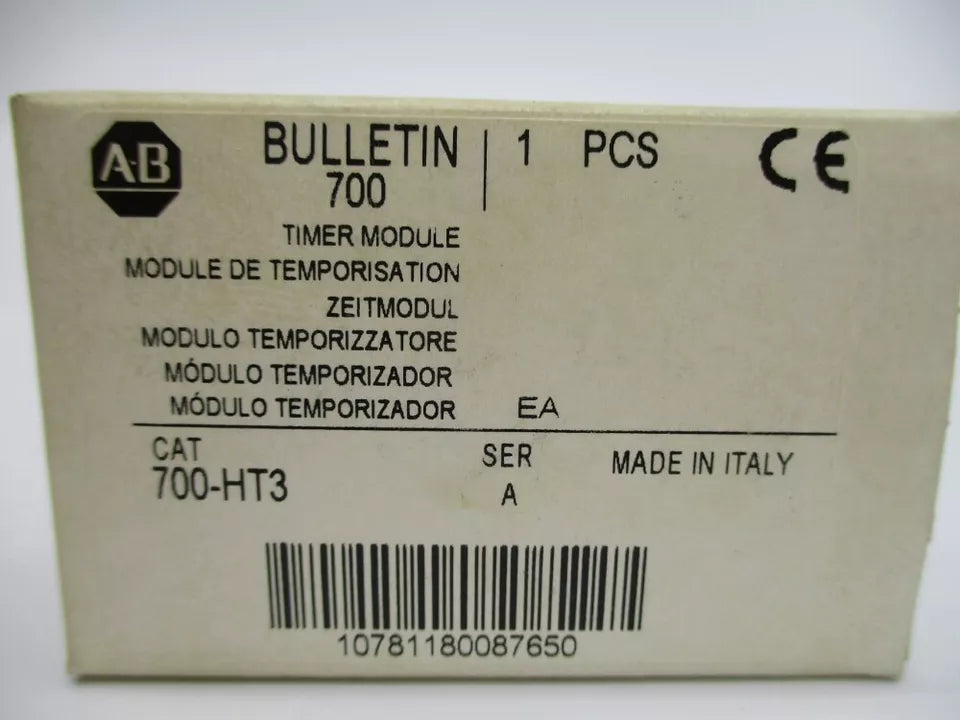 A-B
BULLETIN 1 PCS CE
700
TIMER MODULE
MODULE DE TEMPORISATION
ZEITMODUL
MODULO TEMPORIZZATORE
MÓDULO TEMPORIZADOR
MÓDULO TEMPORIZADOR EA
CAT SER MADE IN ITALY
700-HT3 A
10781180087650